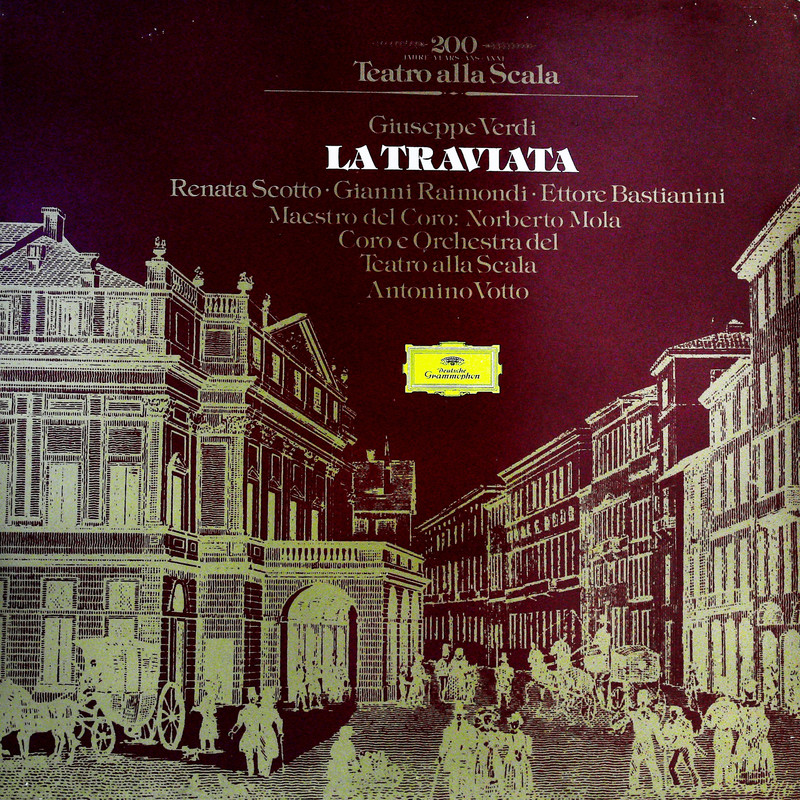 200
JAHRE·YEARS·ANS·ANNI
Teatro alla Scala
Giuseppe Verdi
LA TRAVIATA
Renata Scotto · Gianni Raimondi · Ettore Bastianini
Maestro del Coro: Norberto Mola
Coro e Orchestra del
Teatro alla Scala
Antonino Votto
Deutsche
Grammophon